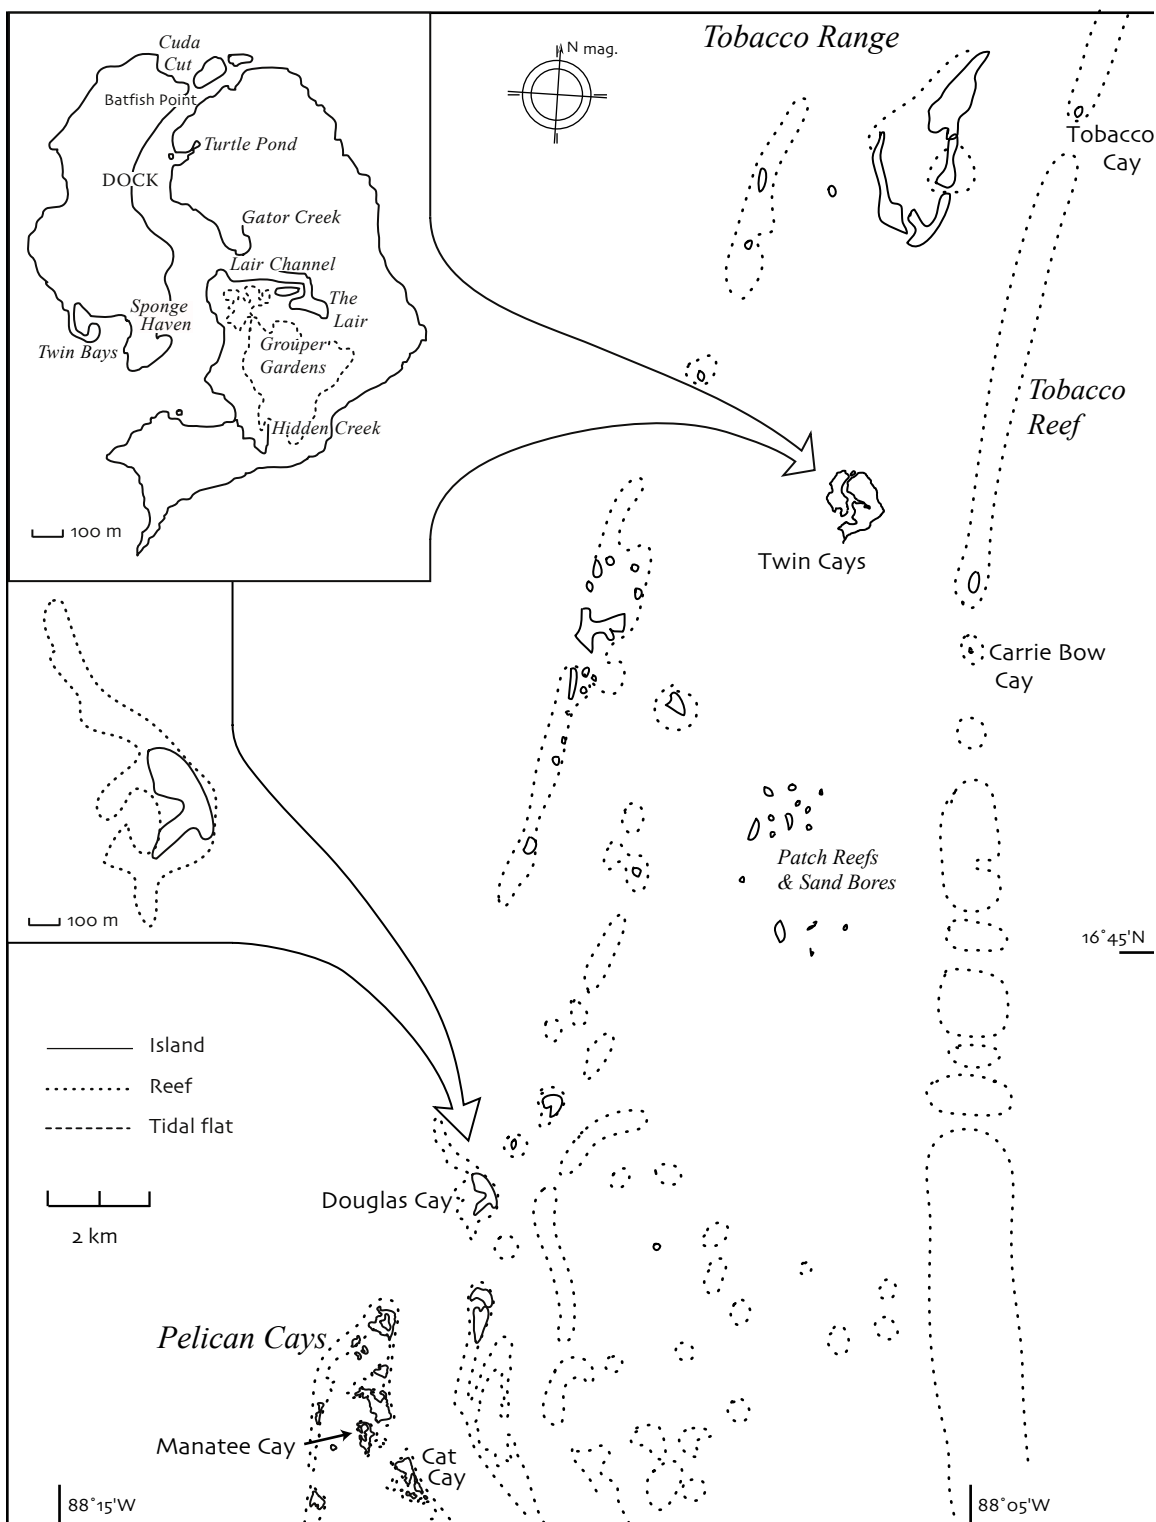 Tobacco Range
N mag.
Cuda
Cut
Batfish Point
Turtle Pond
DOCK
Gator Creek
Lair Channel
The
Lair
Sponge
Haven
Twin Bays
Grouper
Gardens
Hidden Creek
100 m
Tobacco
Cay
Tobacco
Reef
Twin Cays
Carrie Bow
Cay
Patch Reefs
& Sand Bores
100 m
16°45'N
Island
Reef
Tidal flat
2 km
Douglas Cay
Pelican Cays
Manatee Cay
Cat
Cay
88°15'W
88°05'W